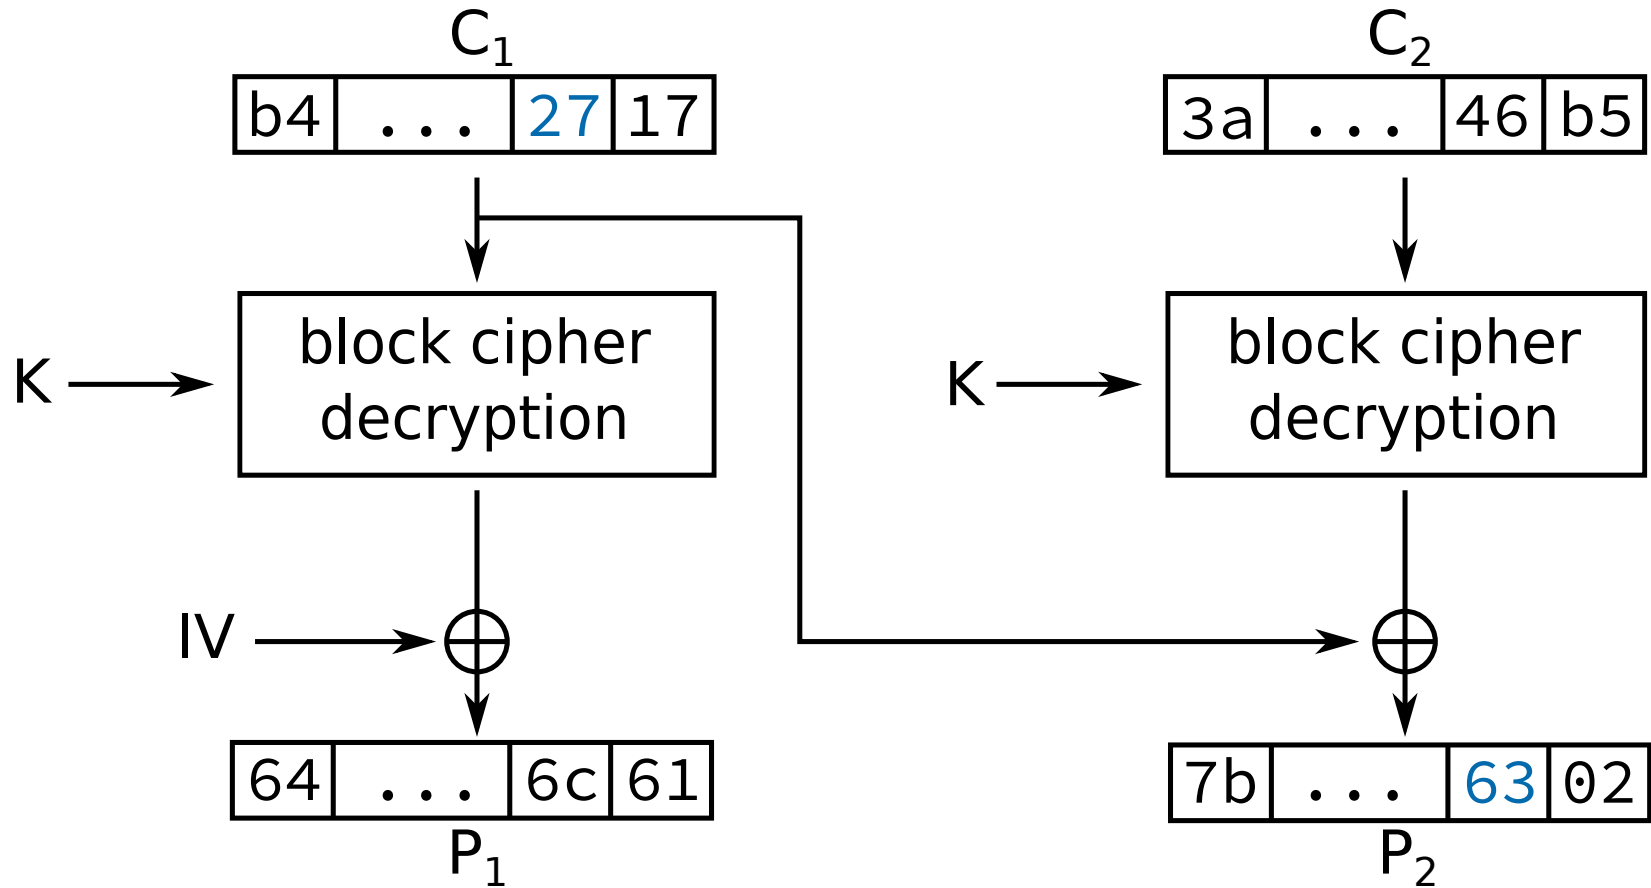 C₁ C₂
b4 ... 27 17 3a ... 46 b5
block cipher decryption
K
block cipher decryption
K
IV
64 ... 6c 61 7b ... 63 02
P₁ P₂